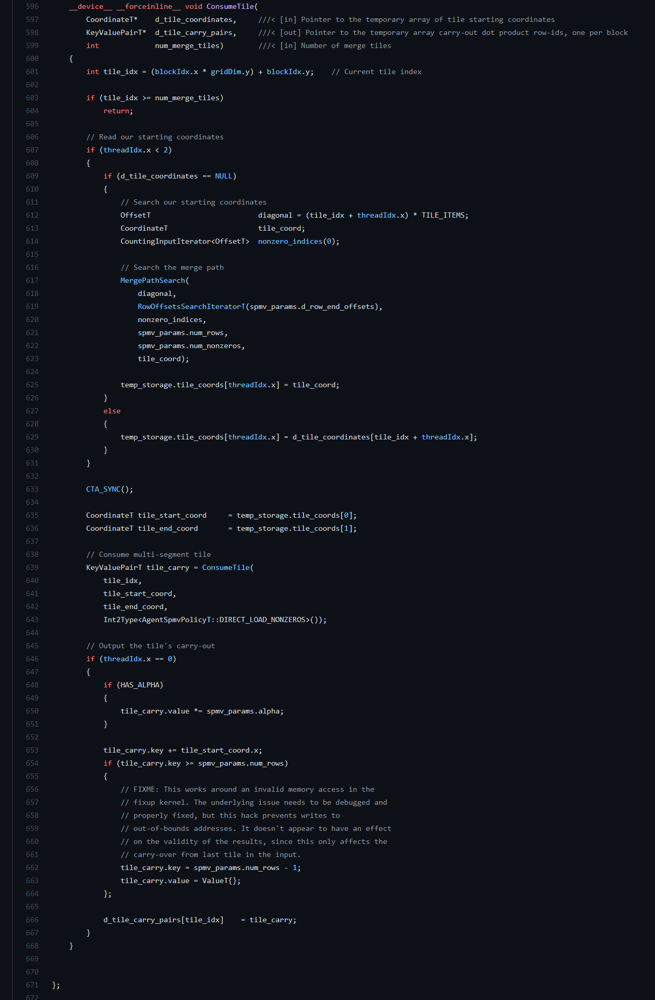 596 __device__ __forceinline__ void ConsumeTile(
597 CoordinateT* d_tile_coordinates, ///< [in] Pointer to the temporary array of tile starting coordinates
598 KeyValuePairT* d_tile_carry_pairs, ///< [out] Pointer to the temporary array carry-out dot product row-ids, one per block
599 int num_merge_tiles) ///< [in] Number of merge tiles
600 {
601 int tile_idx = (blockIdx.x * gridDim.y) + blockIdx.y; // Current tile index
602
603 if (tile_idx >= num_merge_tiles)
604 return;
605
606 // Read our starting coordinates
607 if (threadIdx.x < 2)
608 {
609 if (d_tile_coordinates == NULL)
610 {
611 // Search our starting coordinates
612 OffsetT diagonal = (tile_idx + threadIdx.x) * TILE_ITEMS;
613 CoordinateT tile_coord;
614 CountingInputIterator<OffsetT> nonzero_indices(0);
615
616 // Search the merge path
617 MergePathSearch(
618 diagonal,
619 RowOffsetsSearchIteratorT(spmv_params.d_row_end_offsets),
620 nonzero_indices,
621 spmv_params.num_rows,
622 spmv_params.num_nonzeros,
623 tile_coord);
624
625 temp_storage.tile_coords[threadIdx.x] = tile_coord;
626 }
627 else
628 {
629 temp_storage.tile_coords[threadIdx.x] = d_tile_coordinates[tile_idx + threadIdx.x];
630 }
631 }
632
633 CTA_SYNC();
634
635 CoordinateT tile_start_coord = temp_storage.tile_coords[0];
636 CoordinateT tile_end_coord = temp_storage.tile_coords[1];
637
638 // Consume multi-segment tile
639 KeyValuePairT tile_carry = ConsumeTile(
640 tile_idx,
641 tile_start_coord,
642 tile_end_coord,
643 Int2Type<AgentSpmvPolicyT::DIRECT_LOAD_NONZEROS>());
644
645 // Output the tile's carry-out
646 if (threadIdx.x == 0)
647 {
648 if (HAS_ALPHA)
649 {
650 tile_carry.value *= spmv_params.alpha;
651 }
652
653 tile_carry.key += tile_start_coord.x;
654 if (tile_carry.key >= spmv_params.num_rows)
655 {
656 // FIXME: This works around an invalid memory access in the
657 // fixup kernel. The underlying issue needs to be debugged and
658 // properly fixed, but this hack prevents writes to
659 // out-of-bounds addresses. It doesn't appear to have an effect
660 // on the validity of the results, since this only affects the
661 // carry-over from last tile in the input.
662 tile_carry.key = spmv_params.num_rows - 1;
663 tile_carry.value = ValueT{};
664 };
665
666 d_tile_carry_pairs[tile_idx] = tile_carry;
667 }
668 }
669
670
671 };
672